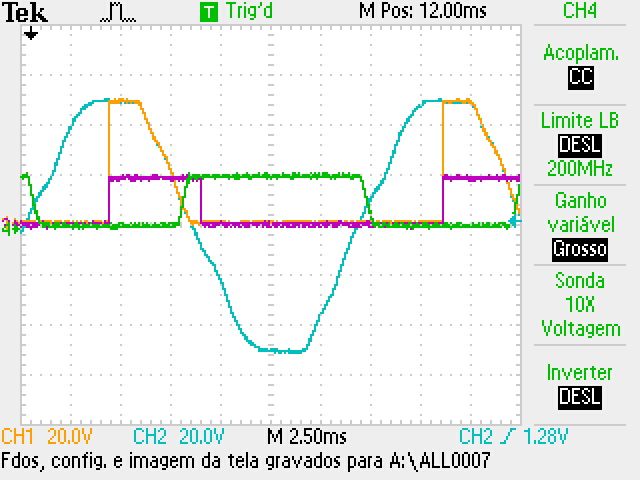 Tek T Trig'd M Pos: 12.00ms CH4
Acoplam.
CC
Limite LB
DESL
200MHz
Ganho
variável
Grosso
Sonda
10X
Voltagem
Inverter
DESL
CH1 20.0V CH2 20.0V M 2.50ms CH2 1.28V
Fdos, config. e imagem da tela gravados para A:\ALL0007